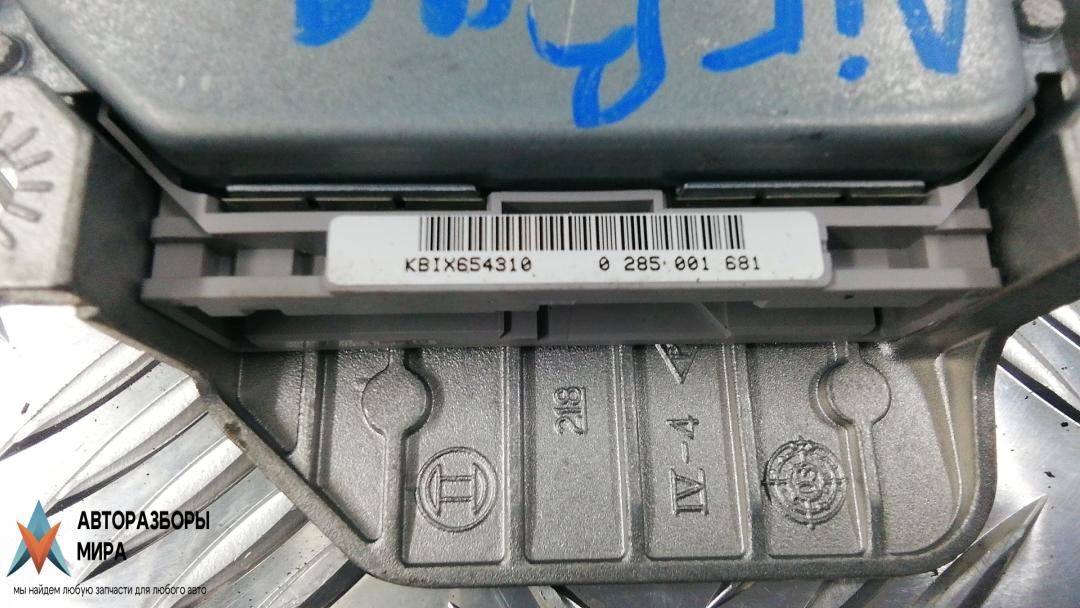 KBIX654310 0 285 001 681
218
IV-4
АВТОРАЗБОРЫ
МИРА
мы найдем любую запчасти для любого авто